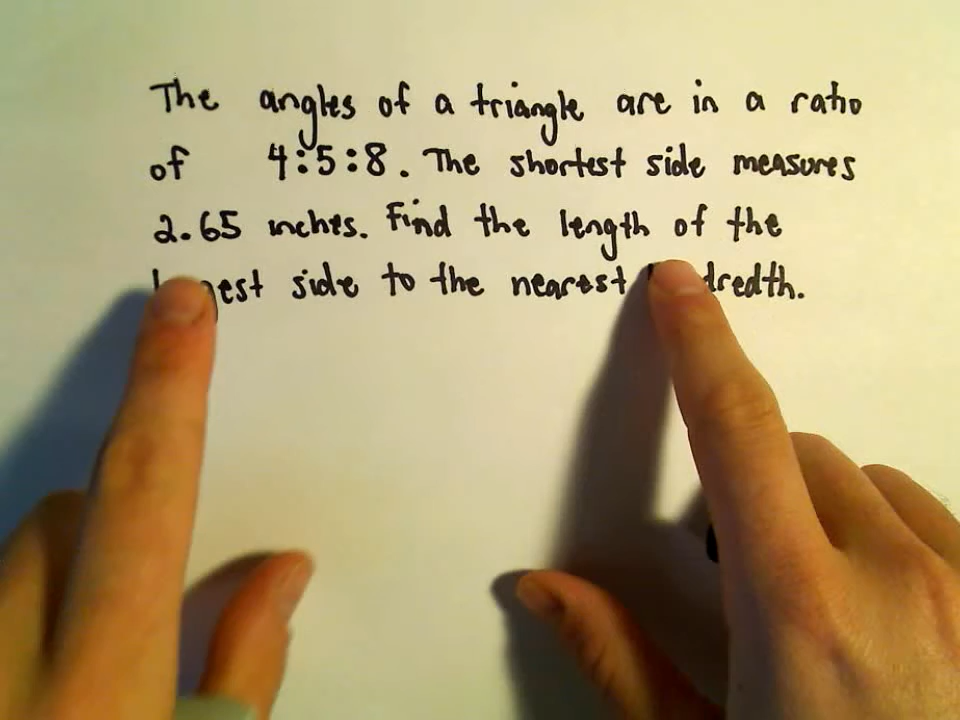 The angles of a triangle are in a ratio
of 4:5:8. The shortest side measures
2.65 inches. Find the length of the
side to the nearest